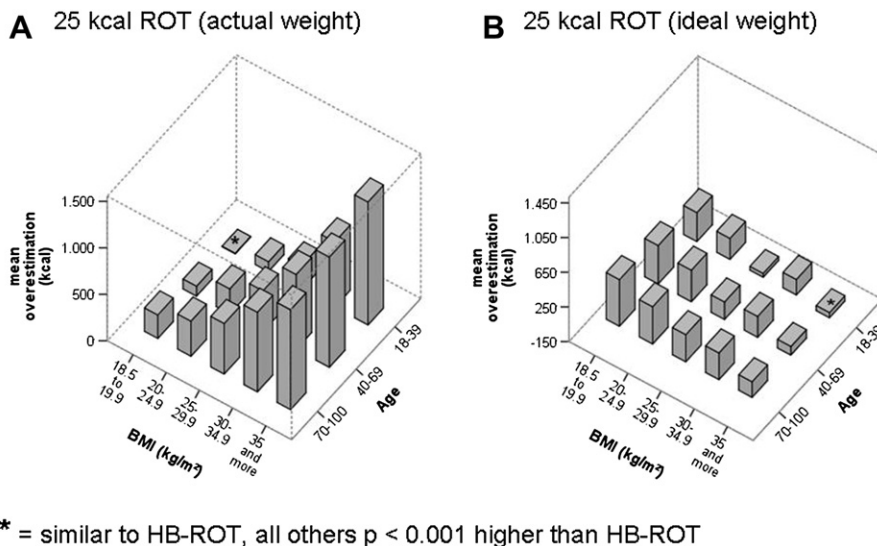 A 25 kcal ROT (actual weight)
mean
overestimation
(kcal)
1.500
1.000
500
0
*
18.5
to
19.9
20-
24.9
25-
29.9
30-
34.9
35
and
more
BMI (kg/m²)
70-100
40-69
18-39
Age
B 25 kcal ROT (ideal weight)
mean
overestimation
(kcal)
1.450
1.050
650
250
-150
*
18.5
to
19.9
20-
24.9
25-
29.9
30-
34.9
35
and
more
BMI (kg/m²)
70-100
40-69
18-39
Age
* = similar to HB-ROT, all others p < 0.001 higher than HB-ROT